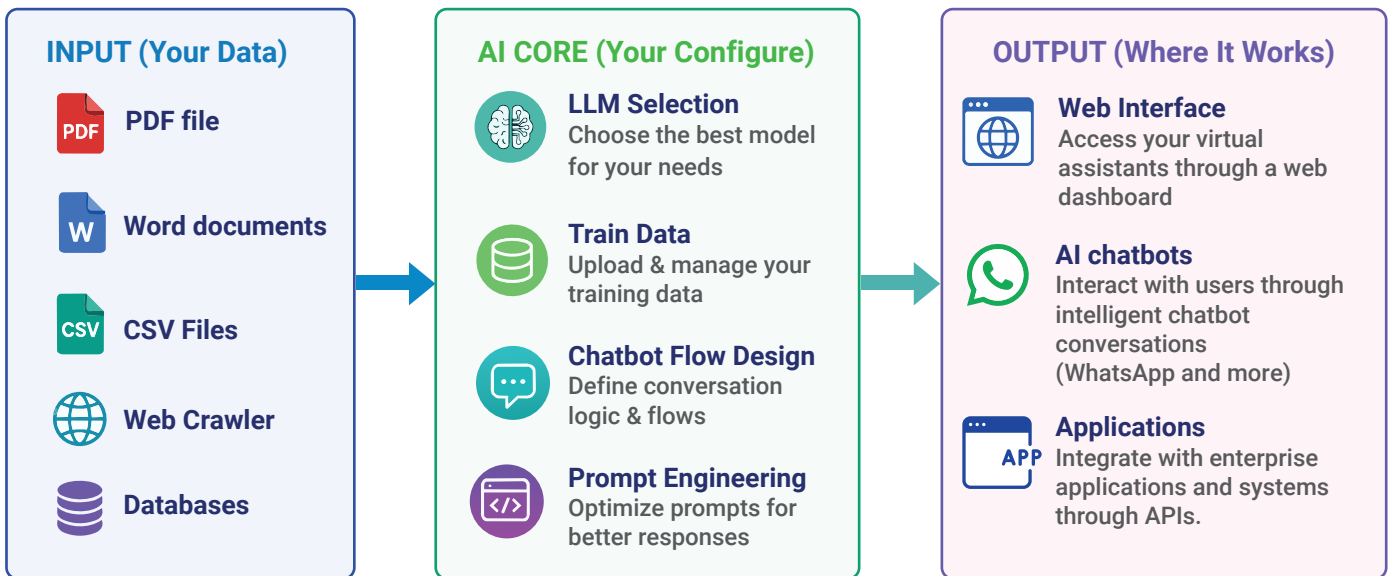 INPUT (Your Data)
PDF
PDF file
W
Word documents
CSV
CSV Files
Web Crawler
Databases
AI CORE (Your Configure)
LLM Selection
Choose the best model
for your needs
Train Data
Upload & manage your
training data
Chatbot Flow Design
Define conversation
logic & flows
</>
Prompt Engineering
Optimize prompts for
better responses
OUTPUT (Where It Works)
Web Interface
Access your virtual
assistants through a web
dashboard
AI chatbots
Interact with users through
intelligent chatbot
conversations
(WhatsApp and more)
APP
Applications
Integrate with enterprise
applications and systems
through APIs.